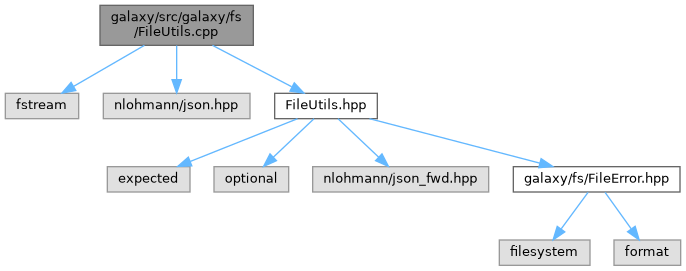 galaxy/src/galaxy/fs
/FileUtils.cpp
fstream
nlohmann/json.hpp
FileUtils.hpp
expected
optional
nlohmann/json_fwd.hpp
galaxy/fs/FileError.hpp
filesystem
format